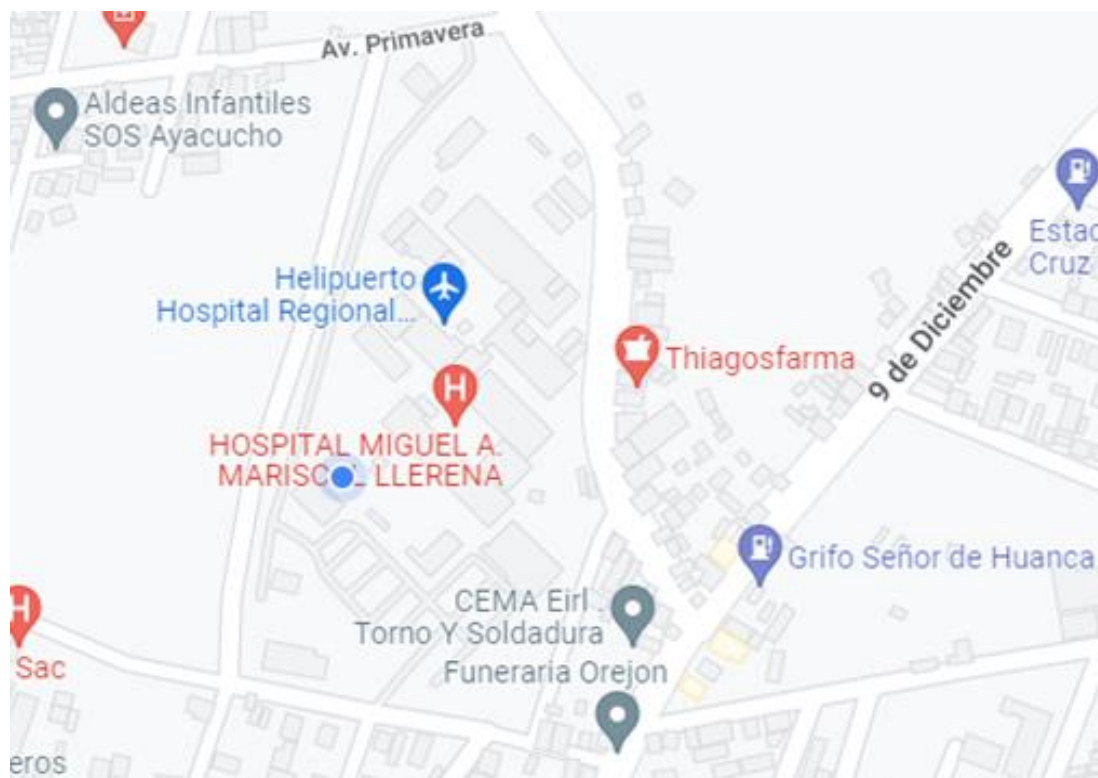 Av. Primavera
Aldeas Infantiles
SOS Ayacucho
Estac
Cruz
9 de Diciembre
Helipuerto
Hospital Regional...
H
Thiagosfarma
HOSPITAL MIGUEL A.
MARISC L LLERENA
Grifo Señor de Huanca
CEMA Eirl .
Torno Y Soldadura
H
Sac
Funeraria Orejon
eros